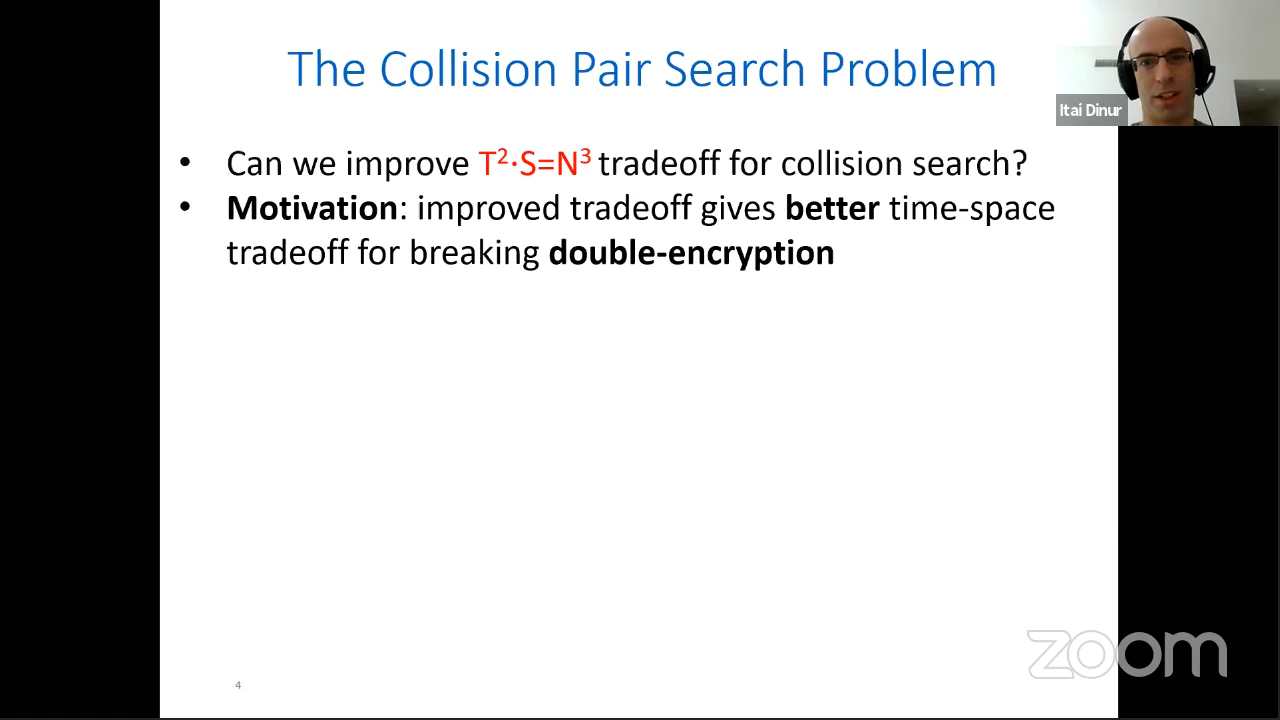 The Collision Pair Search Problem
Itai Dinur
• Can we improve T²·S=N³ tradeoff for collision search?
• Motivation: improved tradeoff gives better time-space
tradeoff for breaking double-encryption
zoom
4